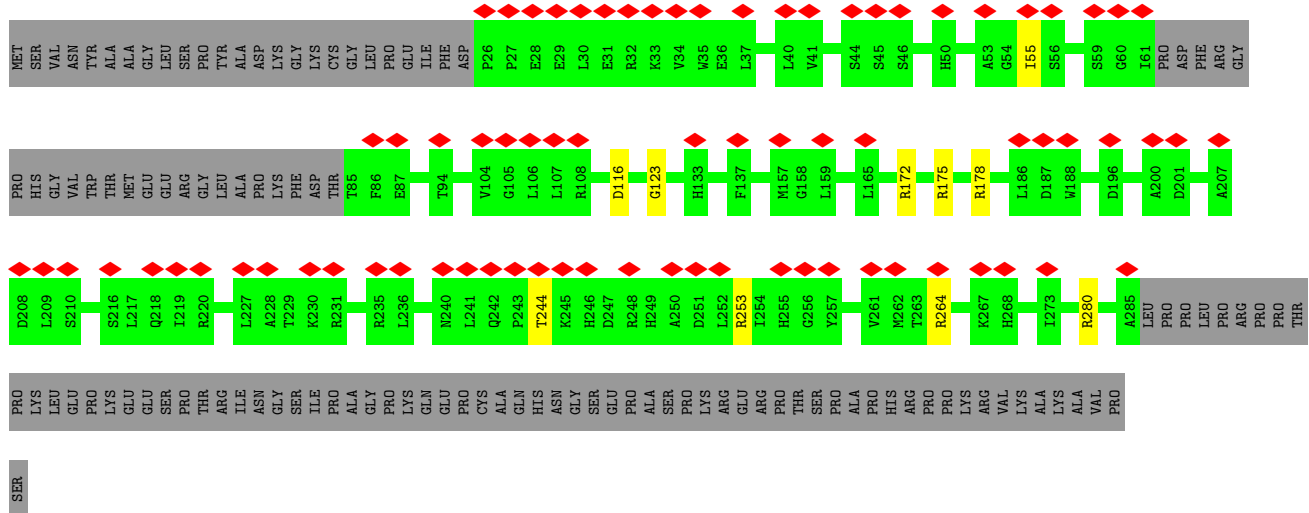 MET SER VAL ASN TYR ALA ALA GLY LEU SER PRO TYR ALA ASP LYS GLY LYS CYS GLY LEU PRO GLU ILE PHE ASP P26 P27 E28 E29 L30 E31 R32 K33 V34 W35 E36 L37 L40 V41 S44 S45 S46 H50 A53 G54 I55 S56 S59 G60 I61 PRO ASP PHE ARG GLY
PRO HIS GLY VAL TRP THR MET GLU GLU ARG GLY LEU ALA PRO LYS PHE ASP THR T85 F86 E87 T94 V104 G105 L106 L107 R108 D116 G123 H133 F137 M157 G158 L159 L165 R172 R175 R178 L186 D187 W188 D196 A200 D201 A207
D208 L209 S210 S216 L217 Q218 I219 R220 L227 A228 T229 K230 R231 R235 L236 N240 L241 Q242 P243 T244 K245 H246 D247 R248 H249 A250 D251 L252 R253 I254 H255 G256 Y257 V261 M262 T263 R264 K267 H268 I273 R280 A285 LEU PRO PRO LEU PRO ARG PRO PRO THR
PRO LYS LEU GLU PRO LYS GLU GLU SER PRO THR ARG ILE ASN GLY SER ILE PRO ALA GLY PRO LYS GLN GLU PRO CYS ALA GLN HIS ASN GLY SER GLU PRO ALA SER PRO LYS ARG GLU ARG PRO THR SER PRO ALA PRO HIS ARG PRO PRO LYS ARG VAL LYS ALA LYS ALA VAL PRO
SER